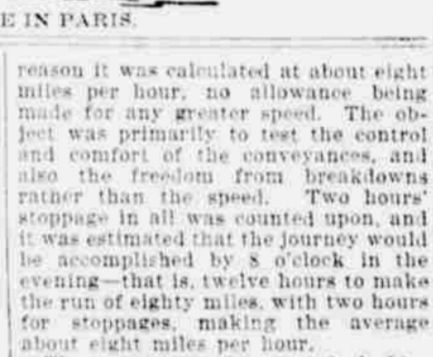 E IN PARIS.
reason it was calculated at about eight
miles per hour, no allowance being
made for any greater speed. The ob-
ject was primarily to test the control
and comfort of the conveyances, and
also the freedom from breakdowns
rather than the speed. Two hours'
stoppage in all was counted upon, and
it was estimated that the journey would
be accomplished by 8 o'clock in the
evening—that is, twelve hours to make
the run of eighty miles, with two hours
for stoppages, making the average
about eight miles per hour.